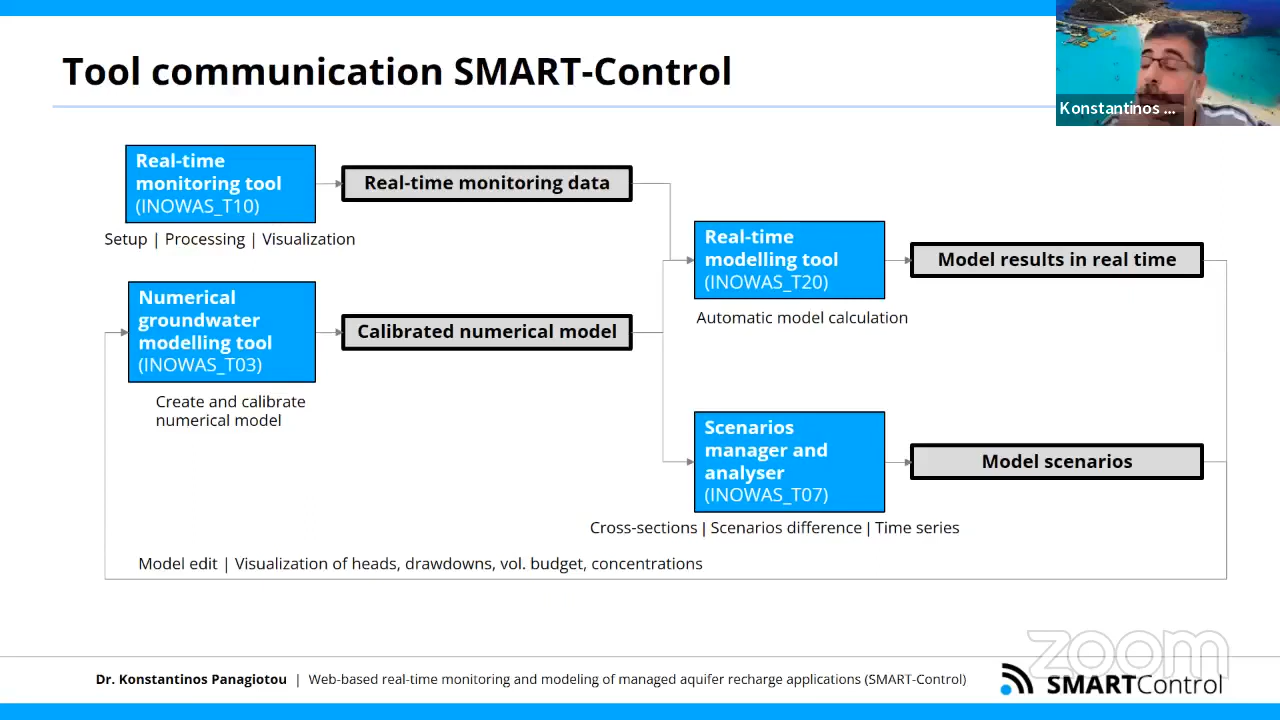 Tool communication SMART-Control
Konstantinos ...
Real-time
monitoring tool
(INOWAS_T10)
Real-time monitoring data
Setup | Processing | Visualization
Real-time
modelling tool
(INOWAS_T20)
Model results in real time
Automatic model calculation
Numerical
groundwater
modelling tool
(INOWAS_T03)
Calibrated numerical model
Create and calibrate
numerical model
Scenarios
manager and
analyser
(INOWAS_T07)
Model scenarios
Cross-sections | Scenarios difference | Time series
Model edit | Visualization of heads, drawdowns, vol. budget, concentrations
zoom
Dr. Konstantinos Panagiotou | Web-based real-time monitoring and modeling of managed aquifer recharge applications (SMART-Control)
SMARTControl